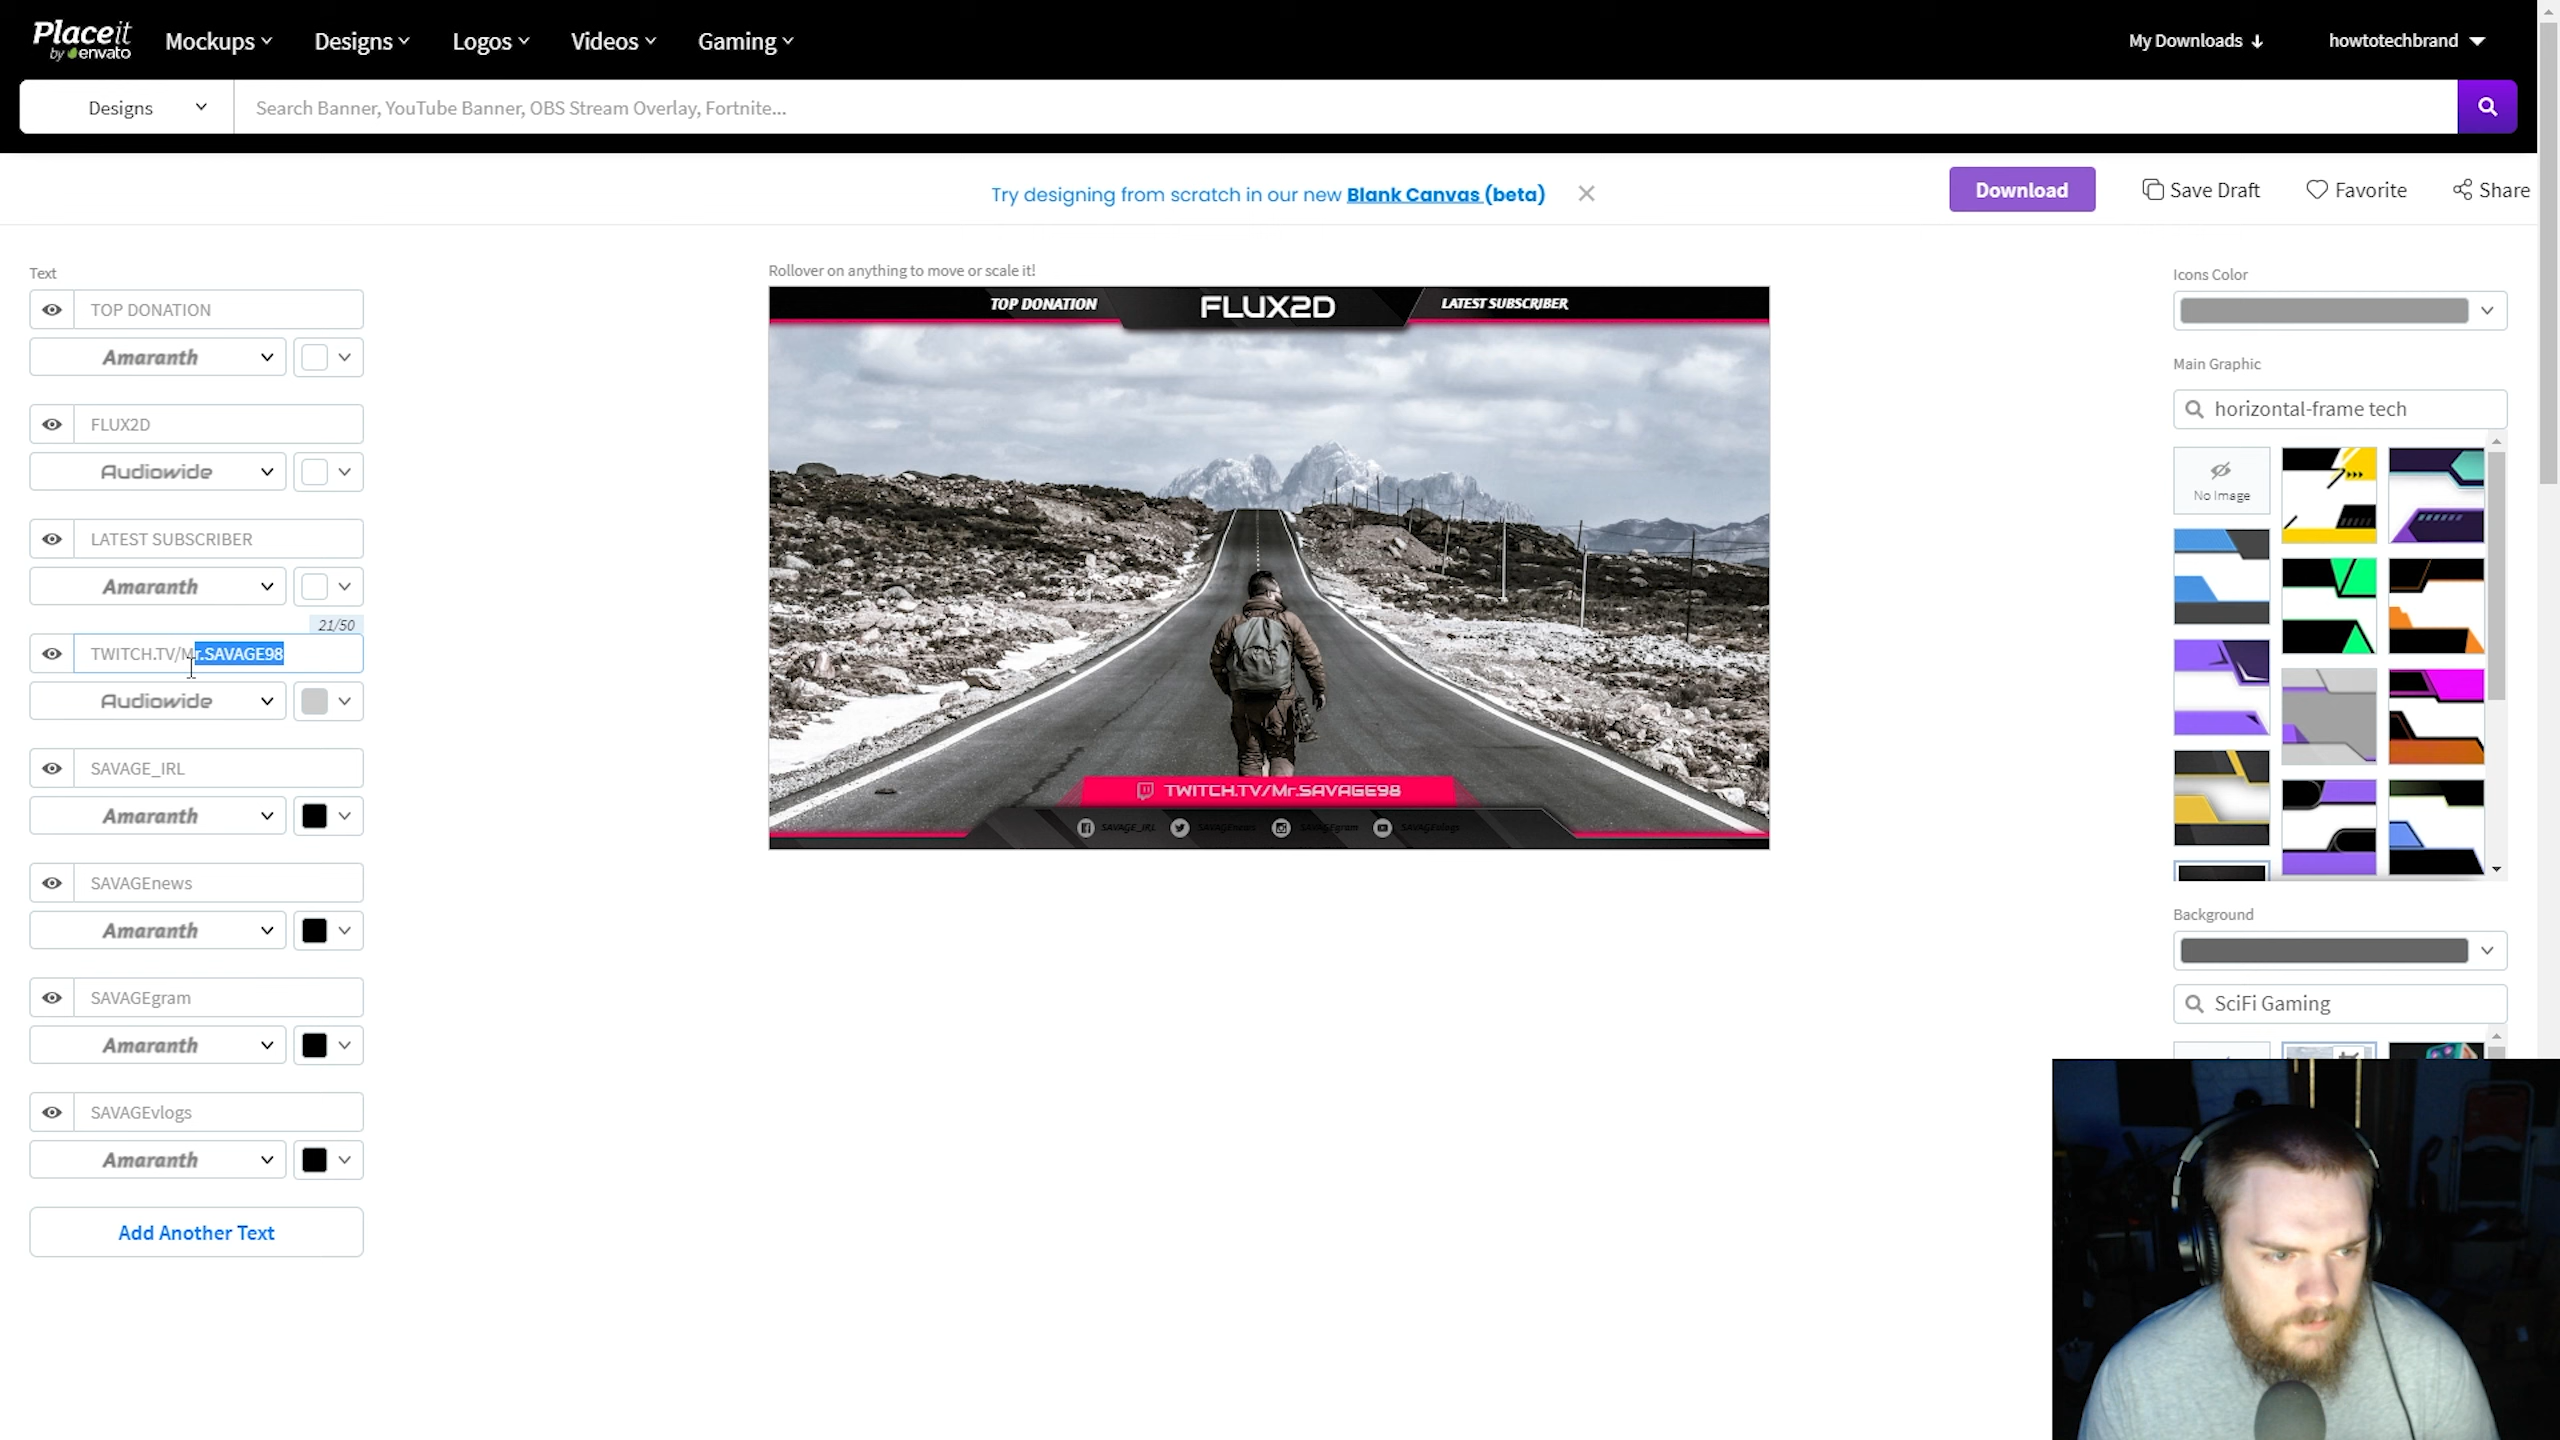 Placeit
by envato
Mockups
Designs
Logos
Videos
Gaming
My Downloads
howtotechbrand
Designs
Search Banner, YouTube Banner, OBS Stream Overlay, Fortnite...
Try designing from scratch in our new Blank Canvas (beta)
Download
Save Draft
Favorite
Share
Text
TOP DONATION
Amaranth
FLUX2D
Audiowide
LATEST SUBSCRIBER
Amaranth
21/50
TWITCH.TV/Mr.SAVAGE98
Audiowide
SAVAGE_IRL
Amaranth
SAVAGEnews
Amaranth
SAVAGEgram
Amaranth
SAVAGEvlogs
Amaranth
Add Another Text
Rollover on anything to move or scale it!
TOP DONATION
FLUX2D
LATEST SUBSCRIBER
TWITCH.TV/Mr.SAVAGE98
SAVAGE_IRL
SAVAGEnews
SAVAGEgram
SAVAGEvlogs
Icons Color
Main Graphic
horizontal-frame tech
No Image
Background
SciFi Gaming